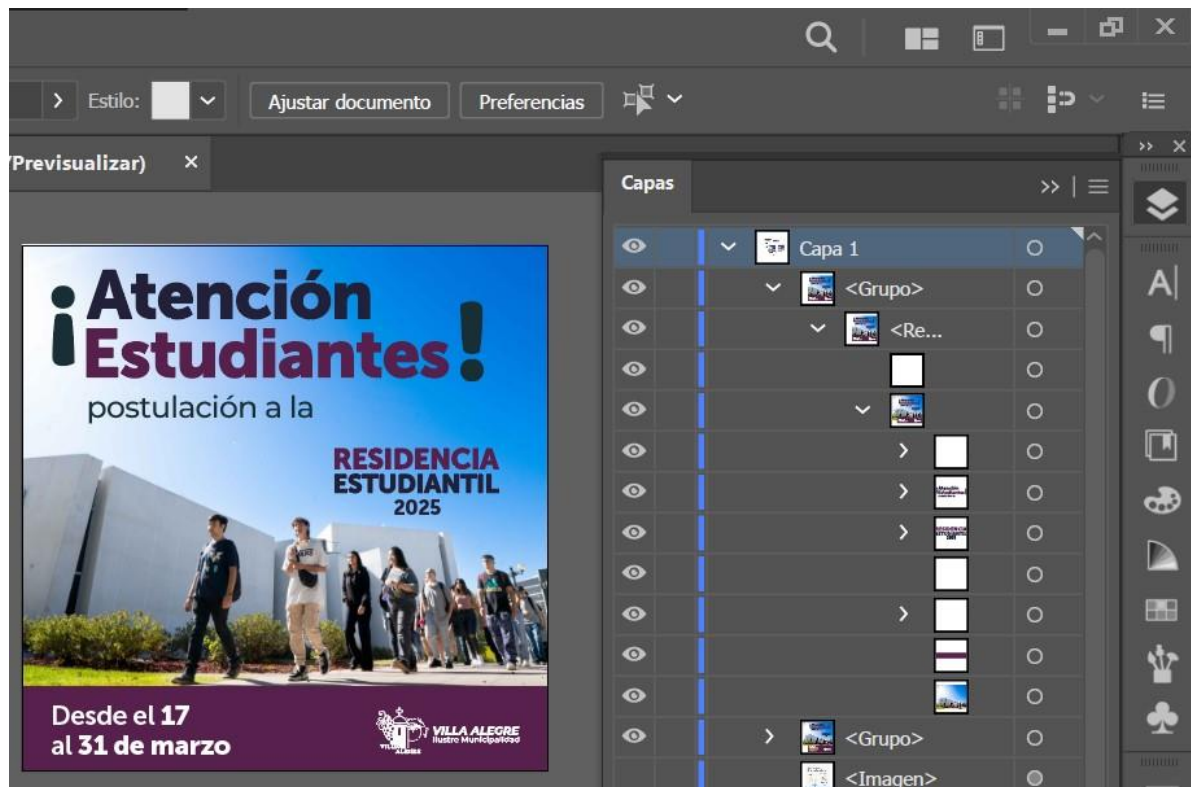 Estilo:
Ajustar documento
Preferencias
/Previsualizar)
Capas
Capa 1
<Grupo>
<Re...
<Grupo>
<Imagen>
¡Atención
Estudiantes!
postulación a la
RESIDENCIA
ESTUDIANTIL
2025
Desde el 17
al 31 de marzo
VILLA ALEGRE
Ilustre Municipalidad